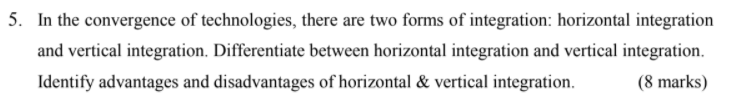 5. In the convergence of technologies, there are two forms of integration: horizontal integration
and vertical integration. Differentiate between horizontal integration and vertical integration.
Identify advantages and disadvantages of horizontal & vertical integration. (8 marks)